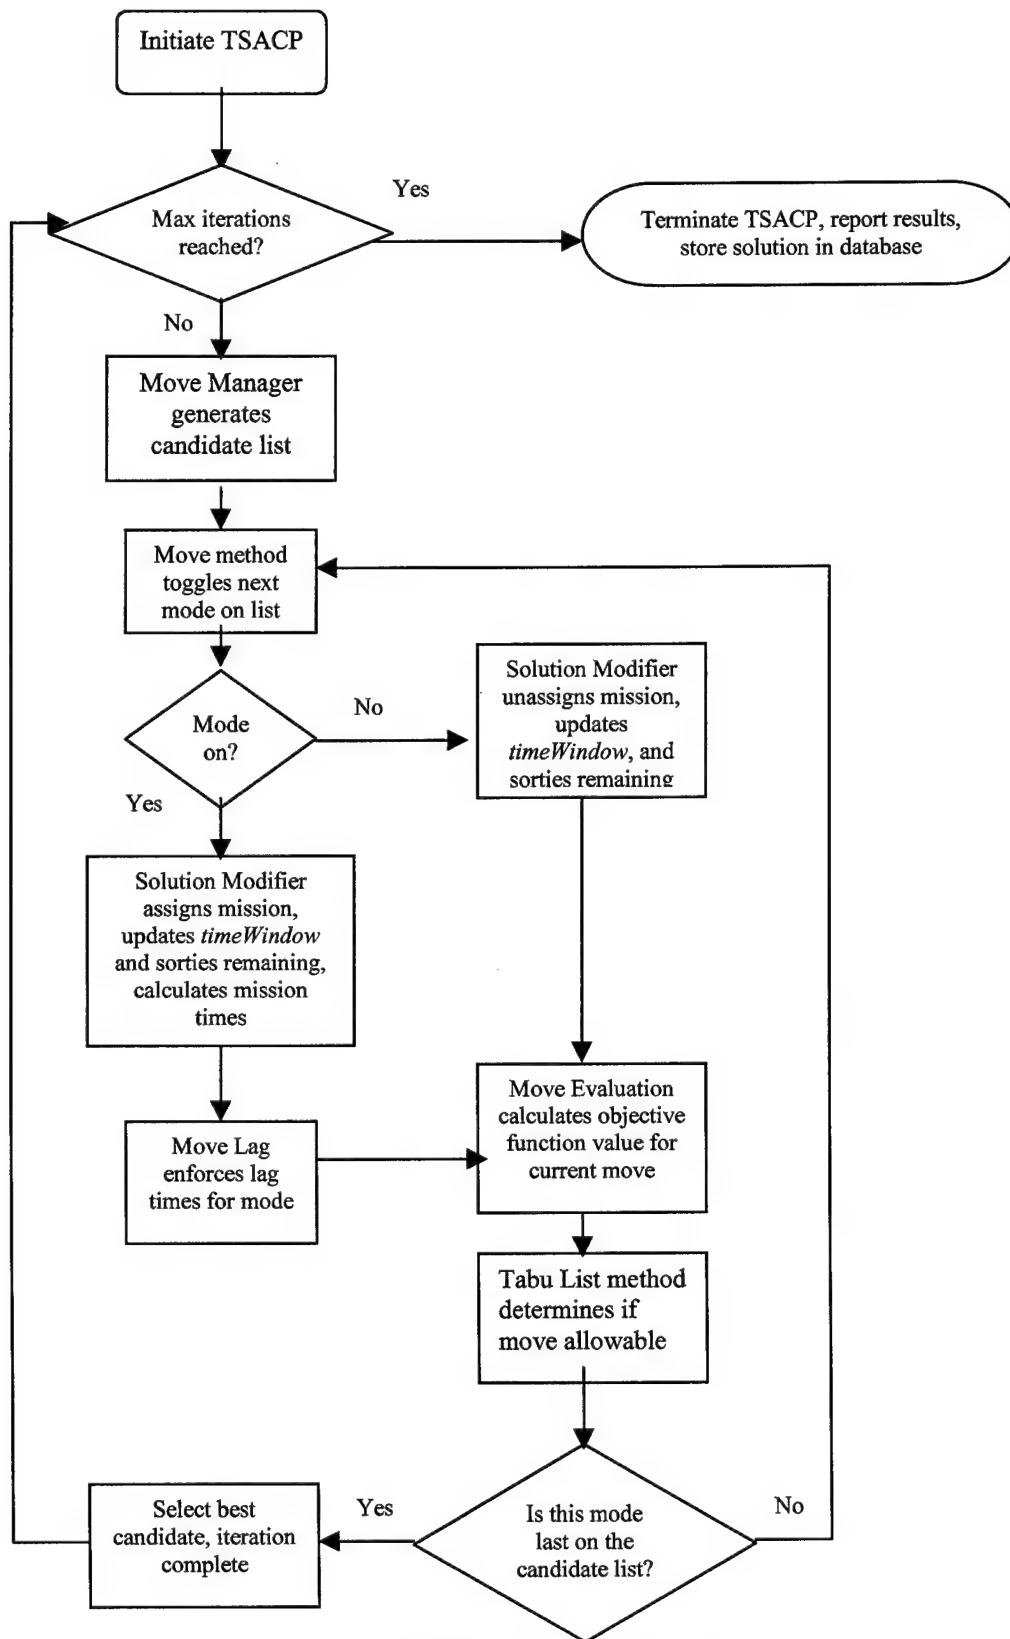 Initiate TSACP
Max iterations
reached?
Yes
Terminate TSACP, report results,
store solution in database
No
Move Manager
generates
candidate list
Move method
toggles next
mode on list
Mode
on?
No
Solution Modifier
unassigns mission,
updates
timeWindow, and
sorties remaining
Yes
Solution Modifier
assigns mission,
updates timeWindow
and sorties remaining,
calculates mission
times
Move Lag
enforces lag
times for mode
Move Evaluation
calculates objective
function value for
current move
Tabu List method
determines if
move allowable
Is this mode
last on the
candidate list?
No
Yes
Select best
candidate, iteration
complete